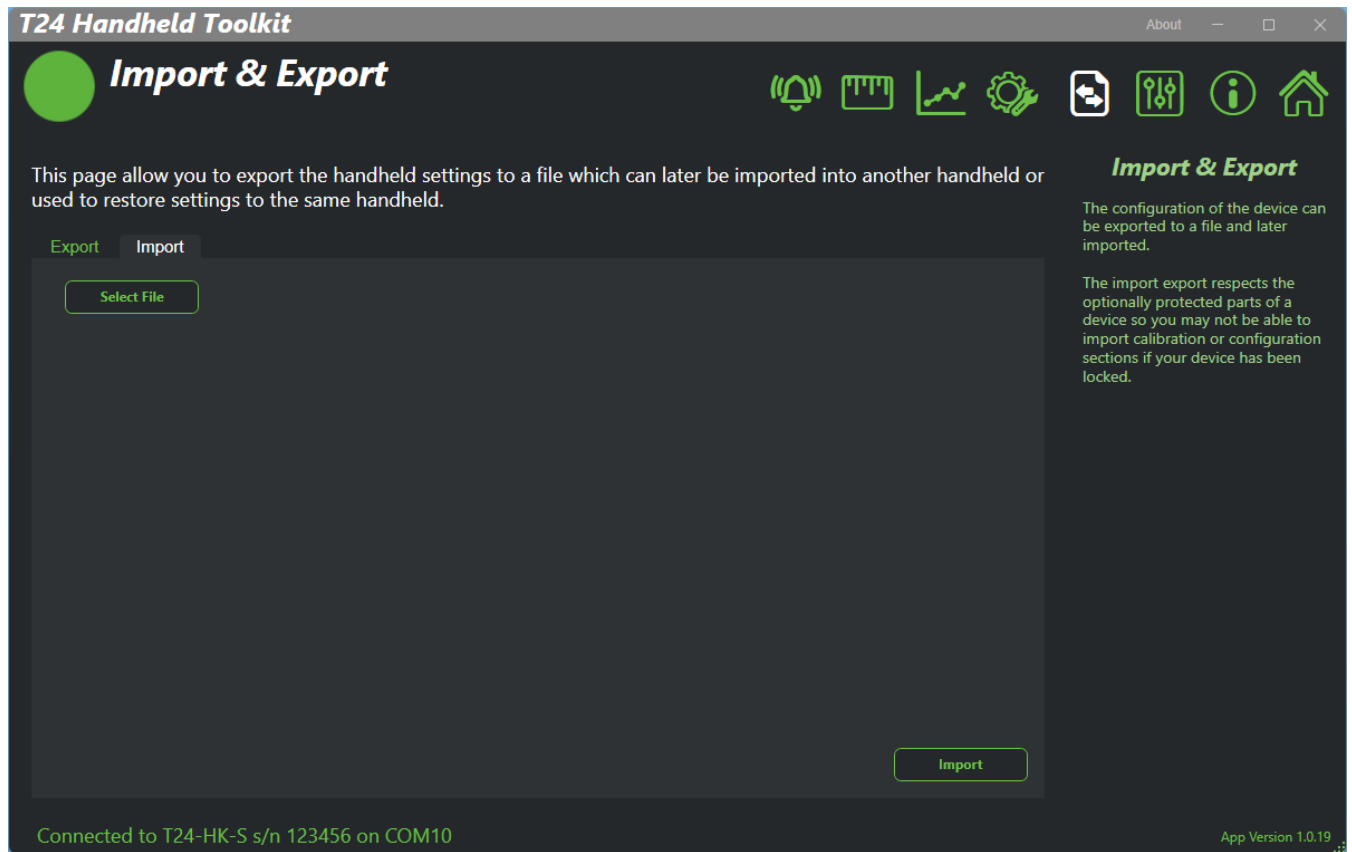 T24 Handheld Toolkit
About
Import & Export
This page allow you to export the handheld settings to a file which can later be imported into another handheld or
used to restore settings to the same handheld.
Export
Import
Select File
Import
Import & Export
The configuration of the device can
be exported to a file and later
imported.
The import export respects the
optionally protected parts of a
device so you may not be able to
import calibration or configuration
sections if your device has been
locked.
Connected to T24-HK-S s/n 123456 on COM10
App Version 1.0.19